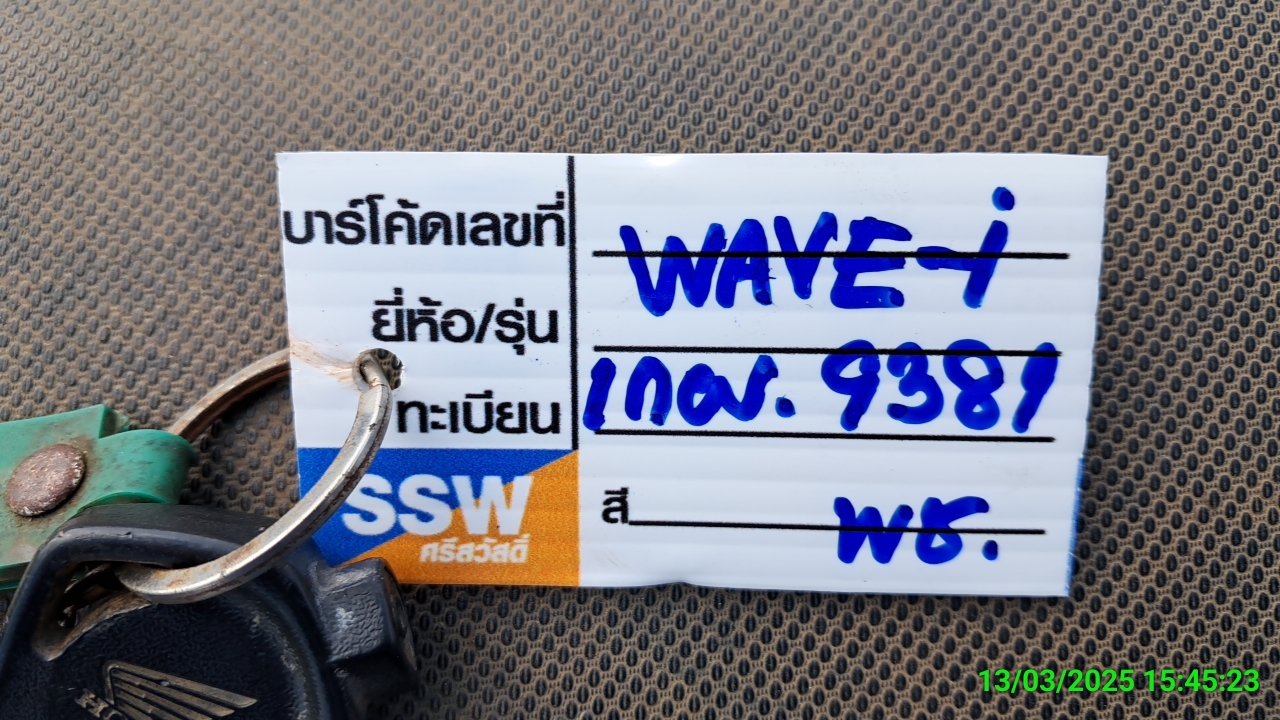 บาร์โค้ดเลขที่ WAVE-i
ยี่ห้อ/รุ่น
ทะเบียน 1กฒ. 9381
SSW
ศรีสวัสดิ์
สี พช.
13/03/2025 15:45:23